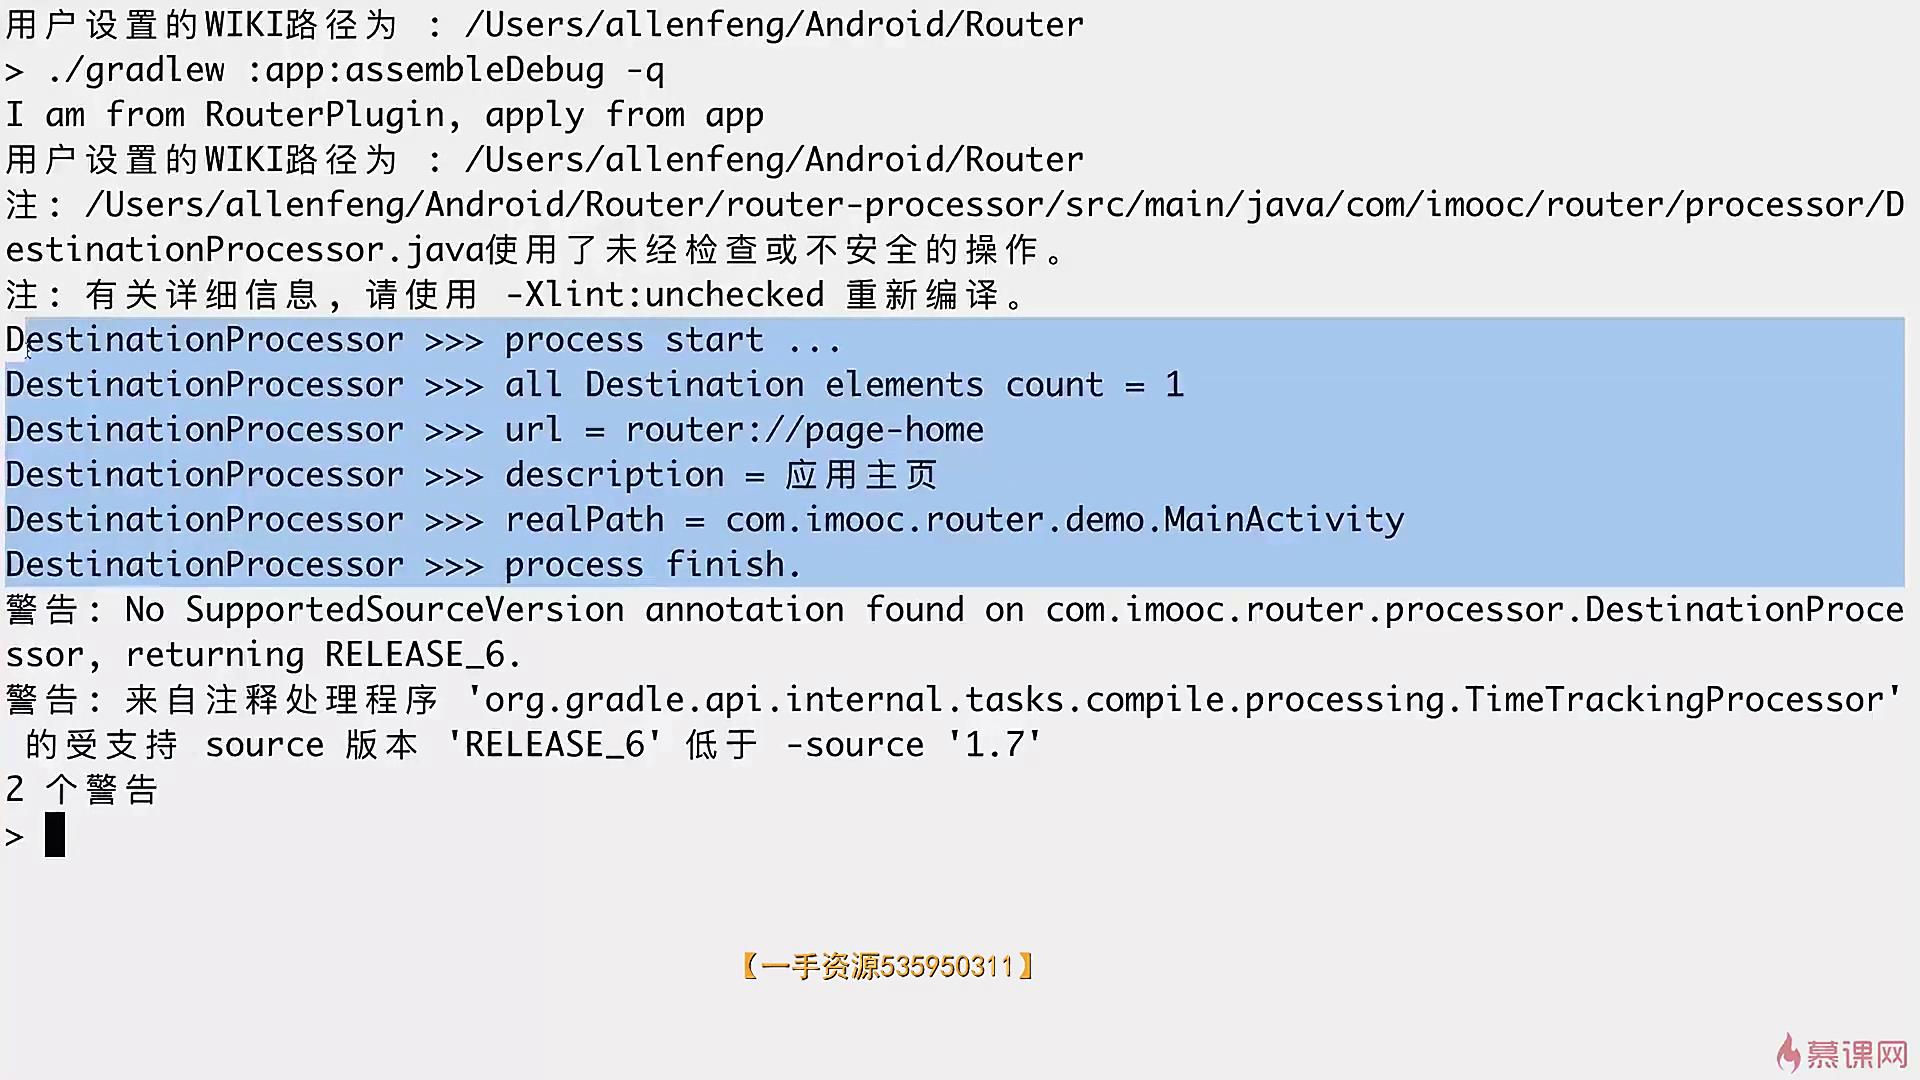 用户设置的WIKI路径为 : /Users/allenfeng/Android/Router
> ./gradlew :app:assembleDebug -q
I am from RouterPlugin, apply from app
用户设置的WIKI路径为 : /Users/allenfeng/Android/Router
注: /Users/allenfeng/Android/Router/router-processor/src/main/java/com/imooc/router/processor/D
estinationProcessor.java使用了未经检查或不安全的操作。
注: 有关详细信息, 请使用 -Xlint:unchecked 重新编译。
DestinationProcessor >>> process start ...
DestinationProcessor >>> all Destination elements count = 1
DestinationProcessor >>> url = router://page-home
DestinationProcessor >>> description = 应用主页
DestinationProcessor >>> realPath = com.imooc.router.demo.MainActivity
DestinationProcessor >>> process finish.
警告: No SupportedSourceVersion annotation found on com.imooc.router.processor.DestinationProce
ssor, returning RELEASE_6.
警告: 来自注释处理程序 'org.gradle.api.internal.tasks.compile.processing.TimeTrackingProcessor'
的受支持 source 版本 'RELEASE_6' 低于 -source '1.7'
2 个警告
>
【一手资源535950311】
慕课网